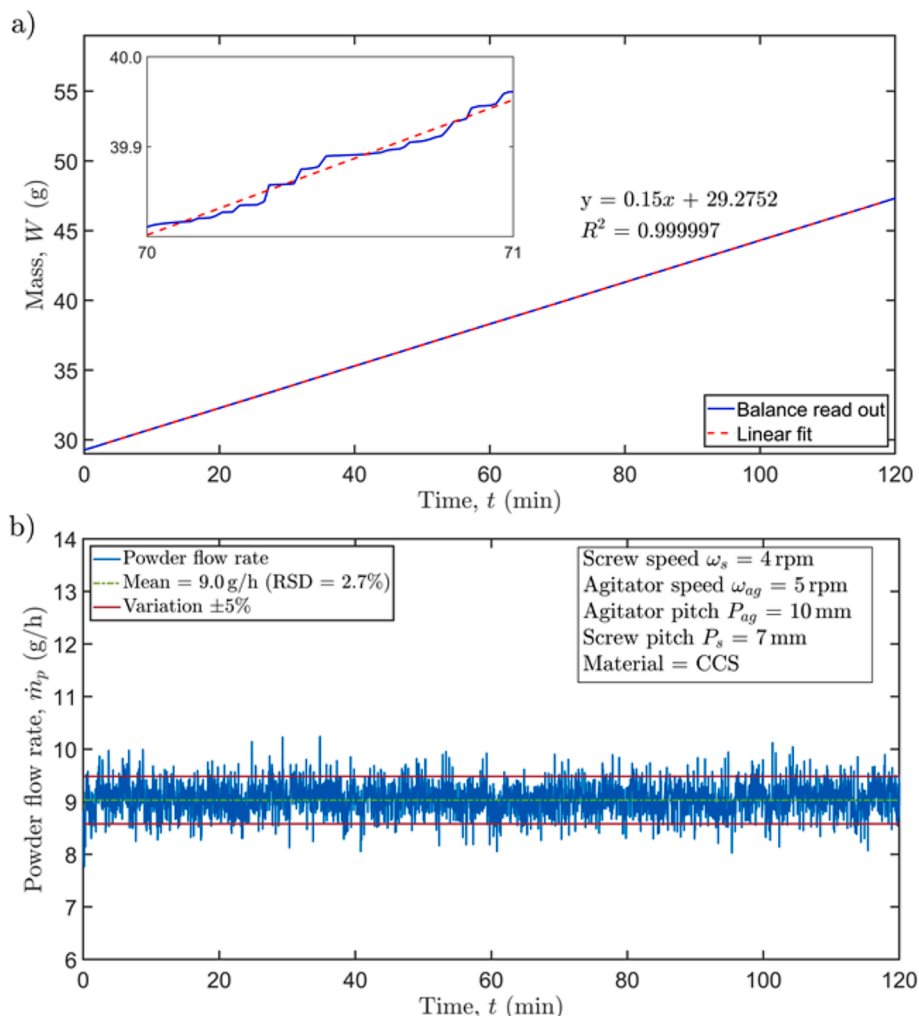 a)
40.0
39.9
70
71
55
50
45
40
35
30
Mass, W (g)
y = 0.15x + 29.2752
R² = 0.999997
Balance read out
Linear fit
0
20
40
60
80
100
120
Time, t (min)
b)
14
13
12
11
10
9
8
7
6
Powder flow rate, ṁₚ (g/h)
Powder flow rate
Mean = 9.0 g/h (RSD = 2.7%)
Variation ±5%
Screw speed ωₛ = 4 rpm
Agitator speed ω_ag = 5 rpm
Agitator pitch P_ag = 10 mm
Screw pitch Pₛ = 7 mm
Material = CCS
0
20
40
60
80
100
120
Time, t (min)